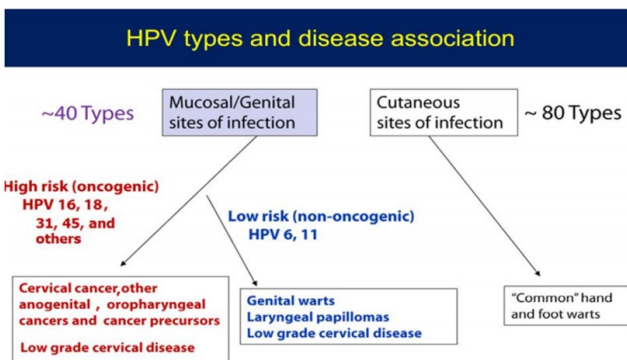 HPV types and disease association
~40 Types
Mucosal/Genital
sites of infection
Cutaneous
sites of infection
~ 80 Types
High risk (oncogenic)
HPV 16, 18,
31, 45, and
others
Low risk (non-oncogenic)
HPV 6, 11
Cervical cancer,other
anogenital , oropharyngeal
cancers and cancer precursors
Low grade cervical disease
Genital warts
Laryngeal papillomas
Low grade cervical disease
“Common” hand
and foot warts